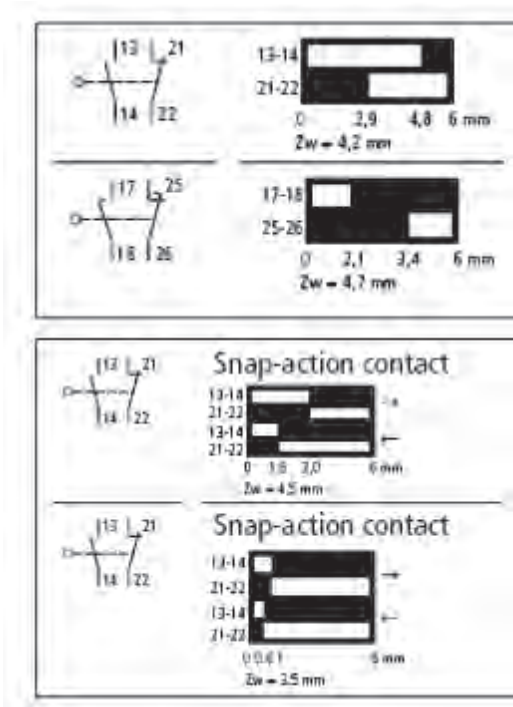 13 21
14 22
13-14
21-22
0 2,9 4,8 6 mm
Zw = 4,2 mm
17 25
18 26
17-18
25-26
0 2,1 3,4 6 mm
Zw = 4,7 mm
13 21
14 22
Snap-action contact
13-14
21-22
13-14
21-22
0 1,6 3,0 6 mm
Zw = 4,5 mm
13 21
14 22
Snap-action contact
13-14
21-22
13-14
21-22
6 mm
Zw = 3,5 mm